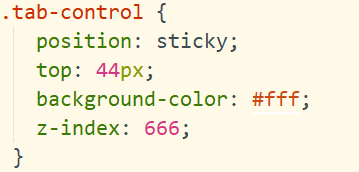 .tab-control {
  position: sticky;
  top: 44px;
  background-color: #fff;
  z-index: 666;
}